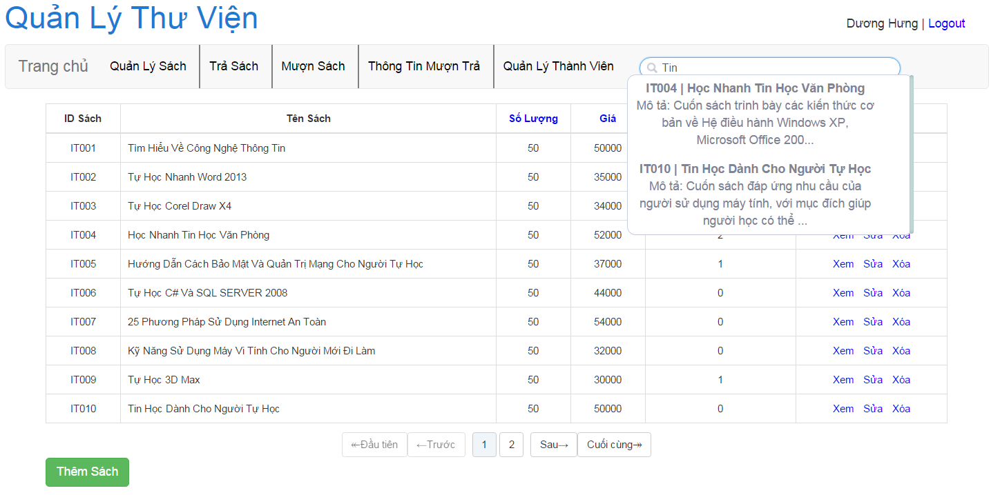 Quản Lý Thư Viện
Dương Hưng | Logout
Trang chủ Quản Lý Sách Trả Sách Mượn Sách Thông Tin Mượn Trả Quản Lý Thành Viên Tin
IT004 | Học Nhanh Tin Học Văn Phòng
Mô tả: Cuốn sách trình bày các kiến thức cơ
bản về Hệ điều hành Windows XP,
Microsoft Office 200...
IT010 | Tin Học Dành Cho Người Tự Học
Mô tả: Cuốn sách đáp ứng nhu cầu của
người sử dụng máy tính, với mục đích giúp
người học có thể ...
ID Sách Tên Sách Số Lượng Giá
IT001 Tìm Hiểu Về Công Nghệ Thông Tin 50 50000
IT002 Tự Học Nhanh Word 2013 50 35000
IT003 Tự Học Corel Draw X4 50 34000
IT004 Học Nhanh Tin Học Văn Phòng 50 52000 2 Xem Sửa Xóa
IT005 Hướng Dẫn Cách Bảo Mật Và Quản Trị Mạng Cho Người Tự Học 50 37000 1 Xem Sửa Xóa
IT006 Tự Học C# Và SQL SERVER 2008 50 44000 0 Xem Sửa Xóa
IT007 25 Phương Pháp Sử Dụng Internet An Toàn 50 54000 0 Xem Sửa Xóa
IT008 Kỹ Năng Sử Dụng Máy Vi Tính Cho Người Mới Đi Làm 50 32000 0 Xem Sửa Xóa
IT009 Tự Học 3D Max 50 30000 1 Xem Sửa Xóa
IT010 Tin Học Dành Cho Người Tự Học 50 50000 0 Xem Sửa Xóa
↞Đầu tiên ←Trước 1 2 Sau→ Cuối cùng↠
Thêm Sách